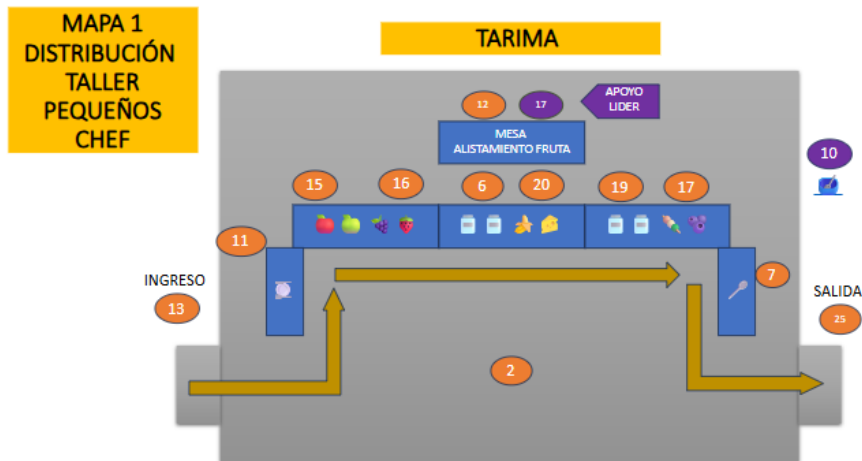 MAPA 1
DISTRIBUCIÓN
TALLER
PEQUEÑOS
CHEF
TARIMA
12
17
APOYO
LIDER
MESA
ALISTAMIENTO FRUTA
10
15
16
6
20
19
17
11
7
INGRESO
13
SALIDA
25
2